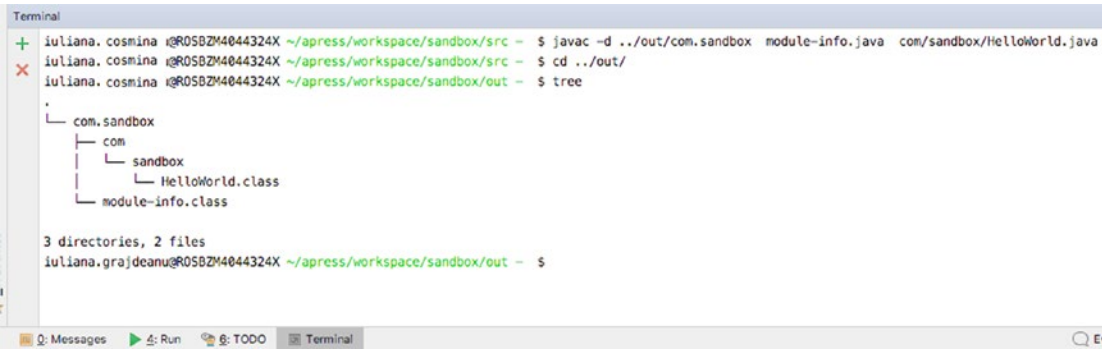 Terminal
iuliana. cosmina @ROSBZM4044324X ~/apress/workspace/sandbox/src - $ javac -d ../out/com.sandbox module-info.java com/sandbox/HelloWorld.java
iuliana. cosmina @ROSBZM4044324X ~/apress/workspace/sandbox/src - $ cd ../out/
iuliana. cosmina @ROSBZM4044324X ~/apress/workspace/sandbox/out - $ tree
.
└── com.sandbox
    ├── com
    │   └── sandbox
    │       └── HelloWorld.class
    └── module-info.class
3 directories, 2 files
iuliana.grajdeanu@ROSBZM4044324X ~/apress/workspace/sandbox/out - $
0: Messages 4: Run 6: TODO Terminal